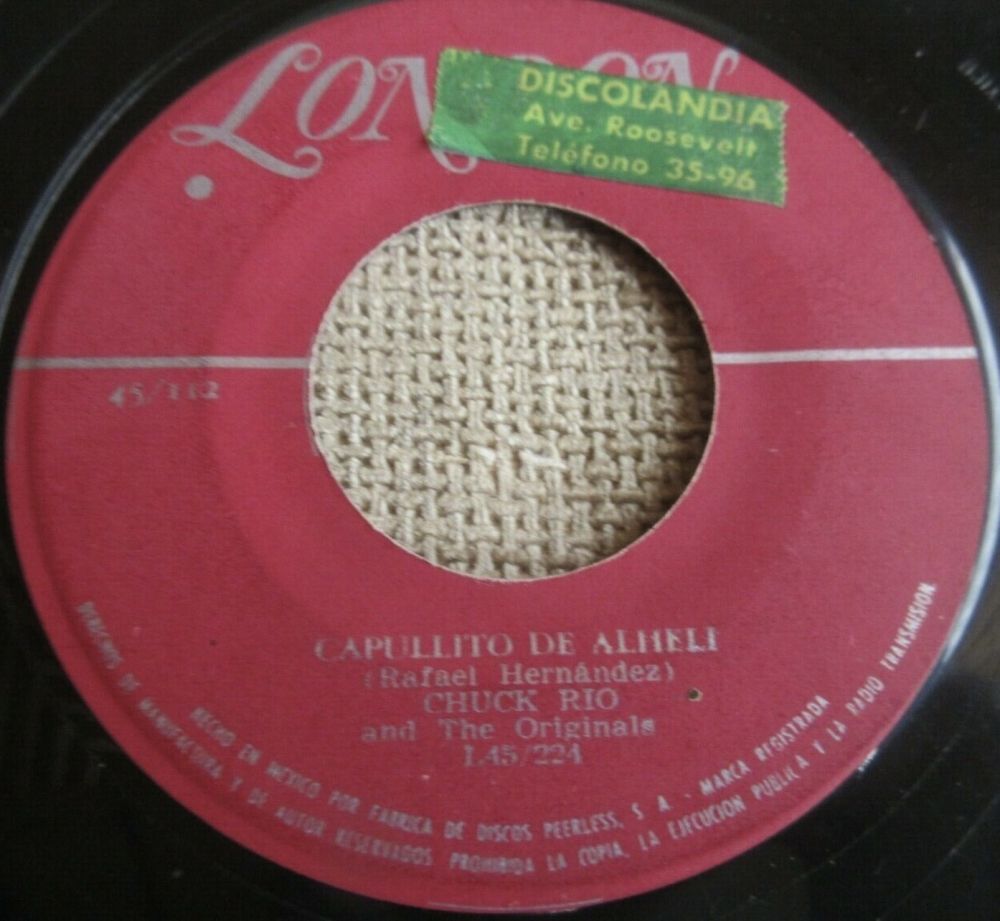 LONDON
DISCOLANDIA
Ave. Roosevelt
Teléfono 35-96
45/112
CAPULLITO DE ALHELI
(Rafael Hernández)
CHUCK RIO
and The Originals
L45/224
HECHO EN MEXICO POR FABRICA DE DISCOS PEERLESS, S. A. - MARCA REGISTRADA
DERECHOS DE MANUFACTURA Y DE AUTOR RESERVADOS. PROHIBIDA LA COPIA, LA EJECUCION PUBLICA Y LA RADIO TRANSMISION